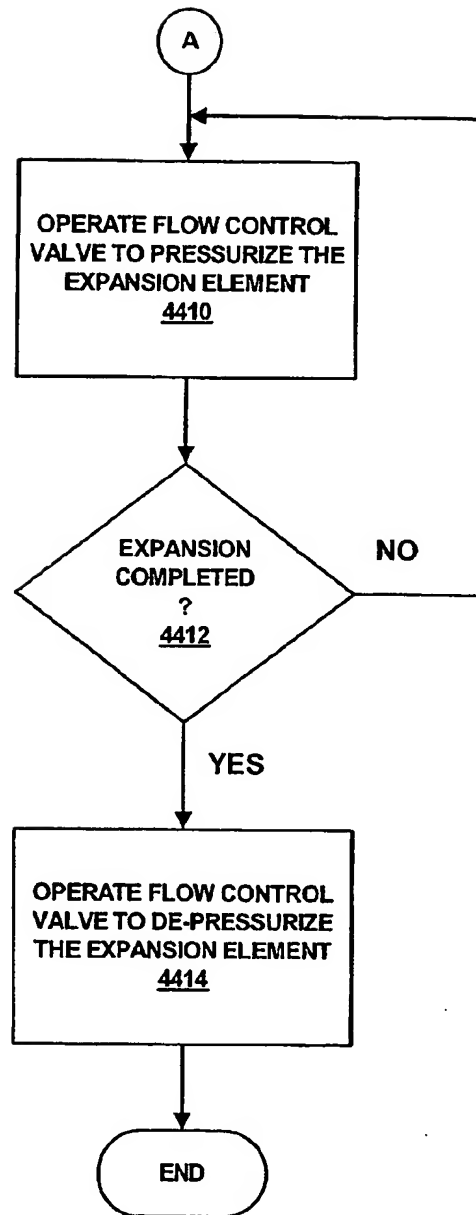 A
OPERATE FLOW CONTROL
VALVE TO PRESSURIZE THE
EXPANSION ELEMENT
4410
EXPANSION
COMPLETED
?
4412
NO
YES
OPERATE FLOW CONTROL
VALVE TO DE-PRESSURIZE
THE EXPANSION ELEMENT
4414
END